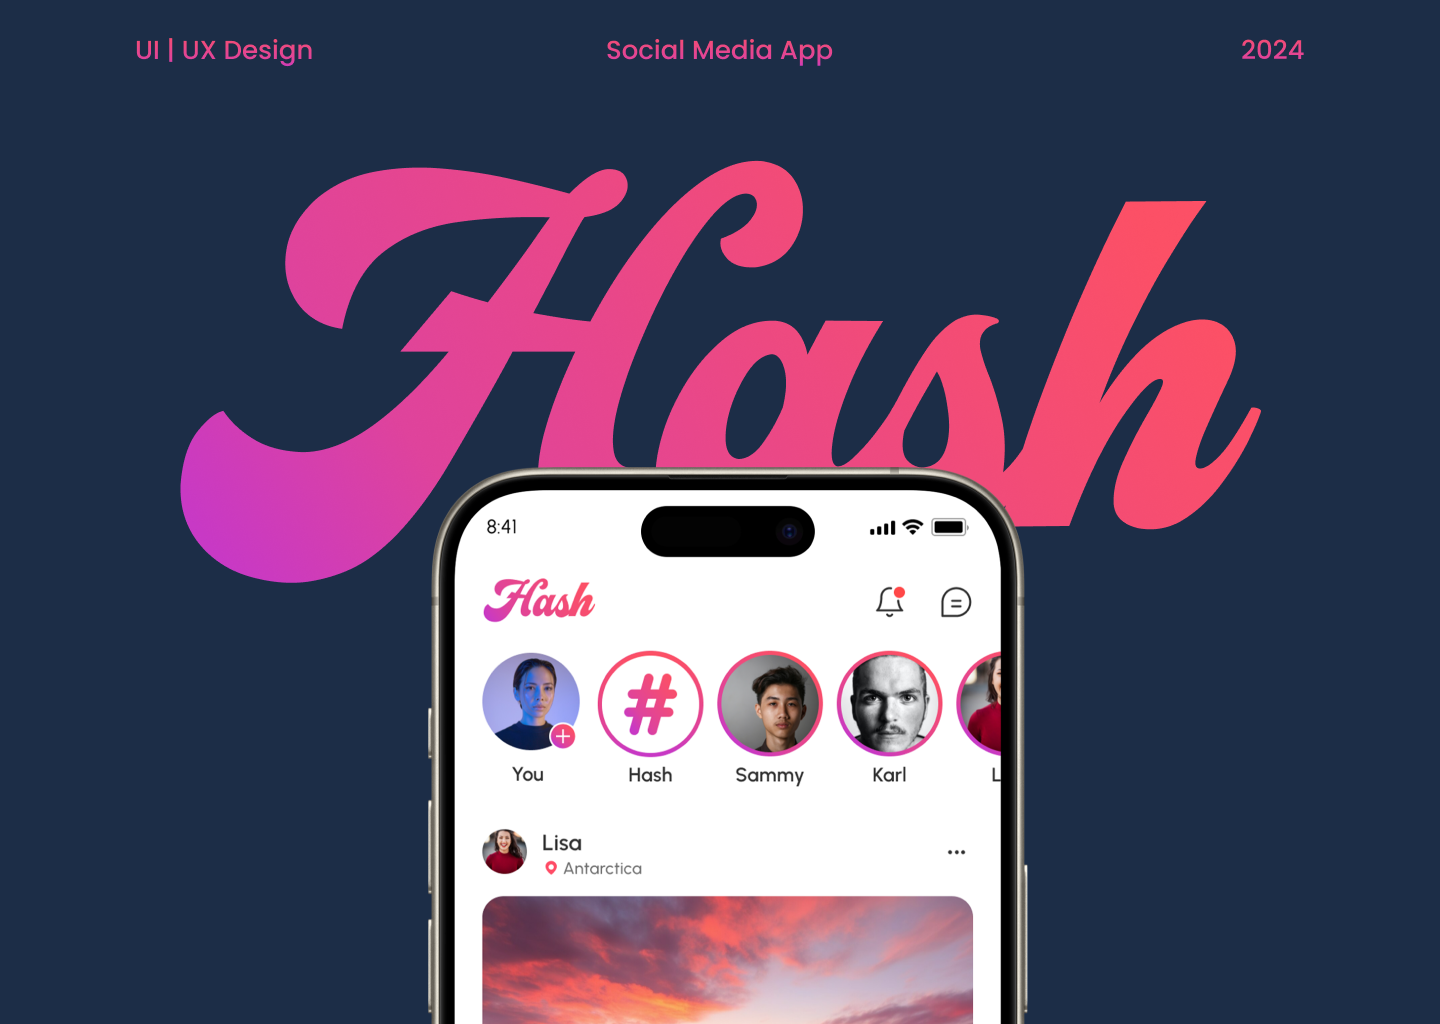 UI | UX Design
Social Media App
2024
Hash
8:41
Hash
#
You
Hash
Sammy
Karl
L
Lisa
Antarctica